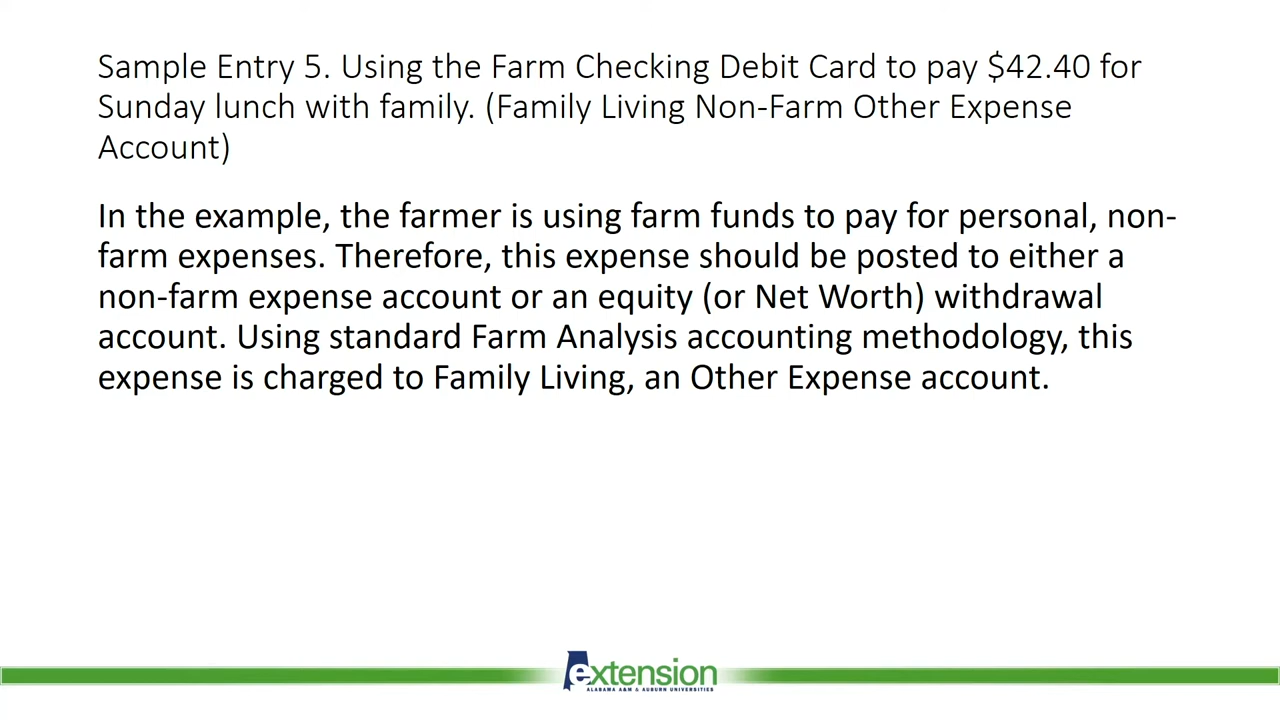 Sample Entry 5. Using the Farm Checking Debit Card to pay $42.40 for
Sunday lunch with family. (Family Living Non-Farm Other Expense
Account)
In the example, the farmer is using farm funds to pay for personal, non-
farm expenses. Therefore, this expense should be posted to either a
non-farm expense account or an equity (or Net Worth) withdrawal
account. Using standard Farm Analysis accounting methodology, this
expense is charged to Family Living, an Other Expense account.
extension
ALABAMA A&M & AUBURN UNIVERSITIES